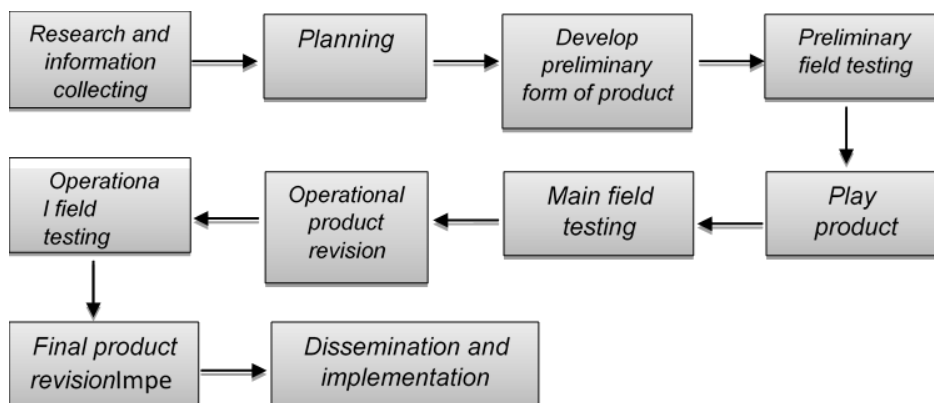 Research and
information
collecting
Planning
Develop
preliminary
form of product
Preliminary
field testing
Play
product
Main field
testing
Operational
product
revision
Operationa
l field
testing
Final product
revisionImpe
Dissemination and
implementation